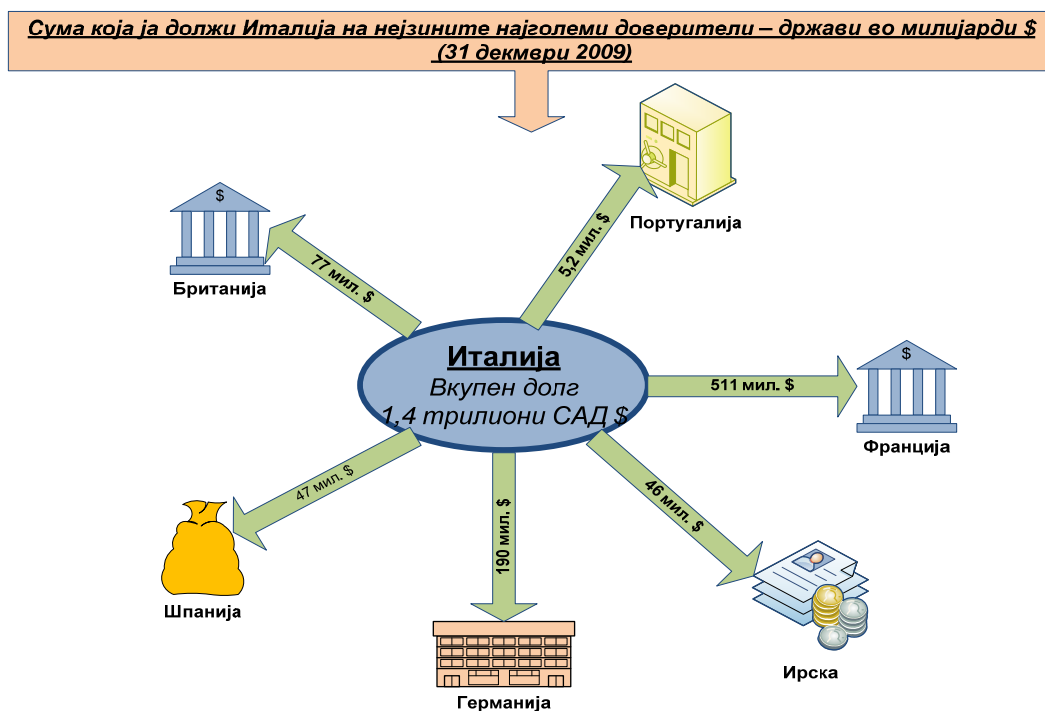 Сума која ја должи Италија на нејзините најголеми доверители – држави во милијарди $
(31 декмври 2009)
$
Португалија
5,2 мил. $
Британија
77 мил. $
Италија
Вкупен долг
1,4 трилиони САД $
511 мил. $
$
Франција
47 мил. $
Шпанија
190 мил. $
Германија
46 мил. $
Ирска